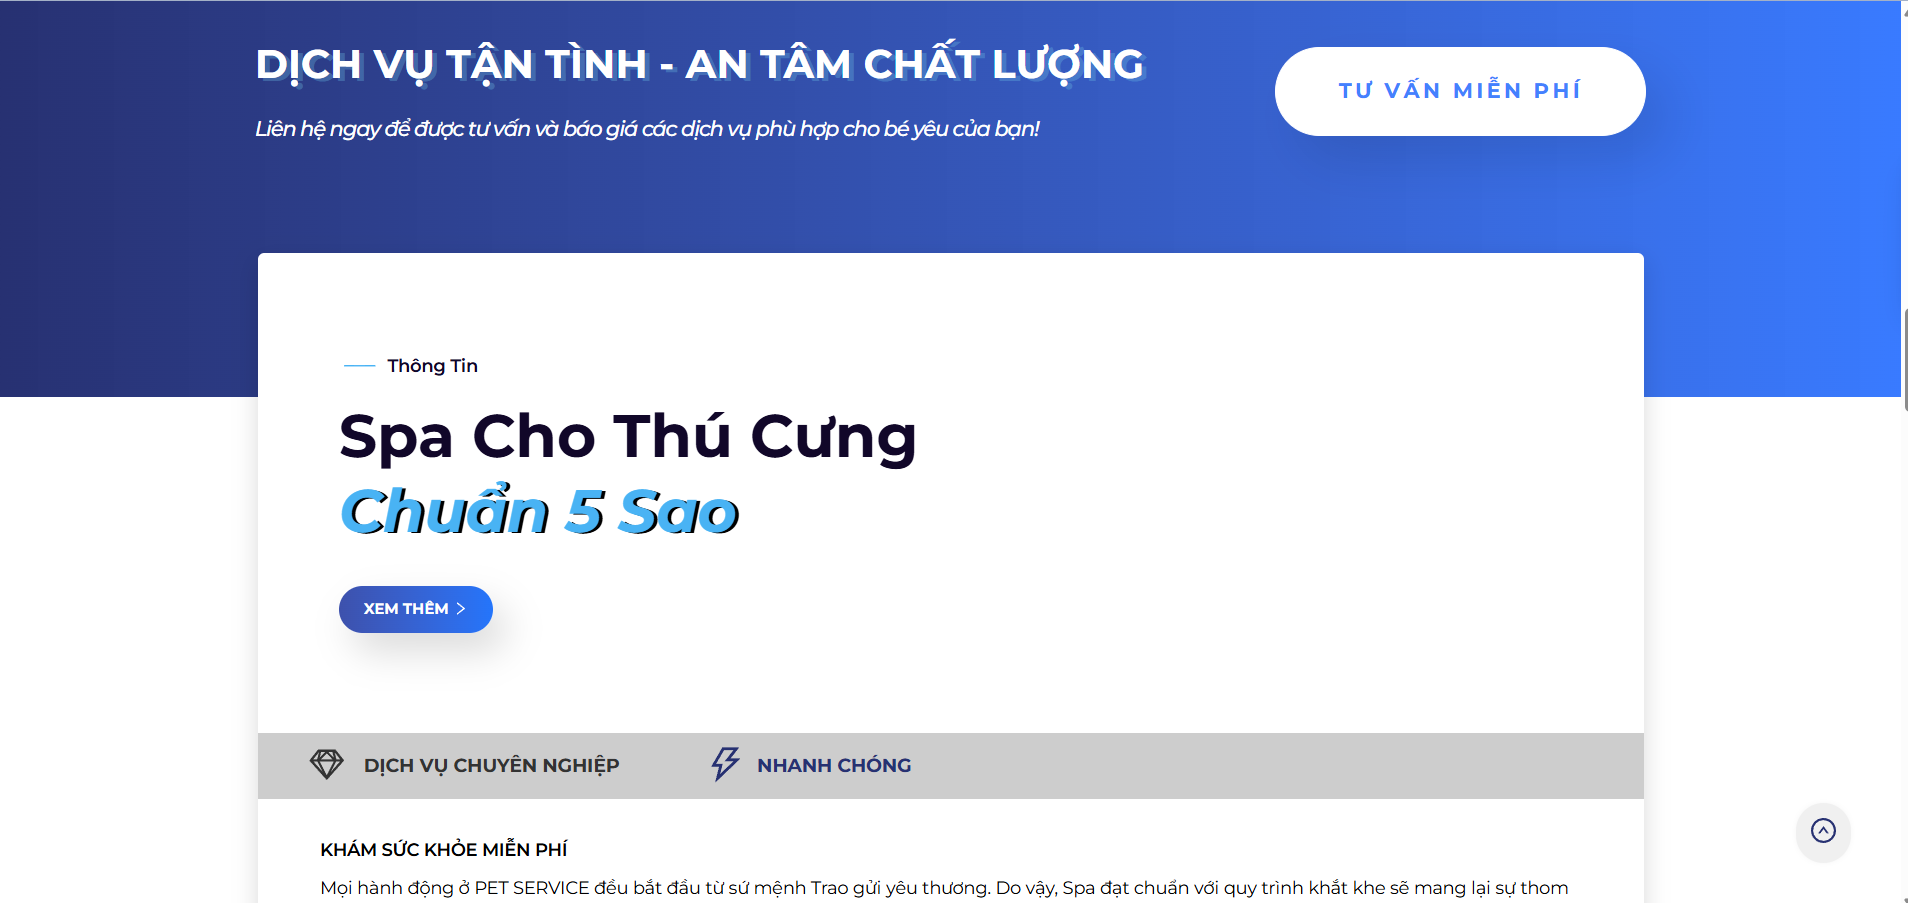 DỊCH VỤ TẬN TÌNH - AN TÂM CHẤT LƯỢNG
Liên hệ ngay để được tư vấn và báo giá các dịch vụ phù hợp cho bé yêu của bạn!
TƯ VẤN MIỄN PHÍ
Thông Tin
Spa Cho Thú Cưng
Chuẩn 5 Sao
XEM THÊM
DỊCH VỤ CHUYÊN NGHIỆP
NHANH CHÓNG
KHÁM SỨC KHỎE MIỄN PHÍ
Mọi hành động ở PET SERVICE đều bắt đầu từ sứ mệnh Trao gửi yêu thương. Do vậy, Spa đạt chuẩn với quy trình khắt khe sẽ mang lại sự thom